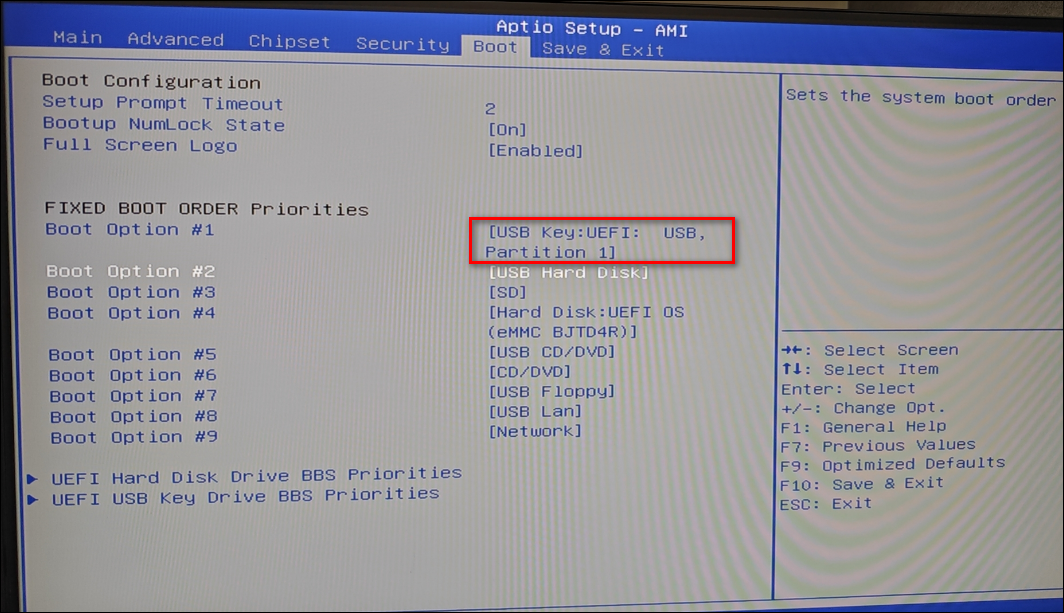 Aptio Setup - AMI
Main Advanced Chipset Security Boot Save & Exit
Boot Configuration
Setup Prompt Timeout 2
Bootup NumLock State [On]
Full Screen Logo [Enabled]
FIXED BOOT ORDER Priorities
Boot Option #1 [USB Key:UEFI: USB,
Partition 1]
Boot Option #2 [USB Hard Disk]
Boot Option #3 [SD]
Boot Option #4 [Hard Disk:UEFI OS
(eMMC BJTD4R)]
Boot Option #5 [USB CD/DVD]
Boot Option #6 [CD/DVD]
Boot Option #7 [USB Floppy]
Boot Option #8 [USB Lan]
Boot Option #9 [Network]
UEFI Hard Disk Drive BBS Priorities
UEFI USB Key Drive BBS Priorities
Sets the system boot order
→←: Select Screen
↑↓: Select Item
Enter: Select
+/-: Change Opt.
F1: General Help
F7: Previous Values
F9: Optimized Defaults
F10: Save & Exit
ESC: Exit